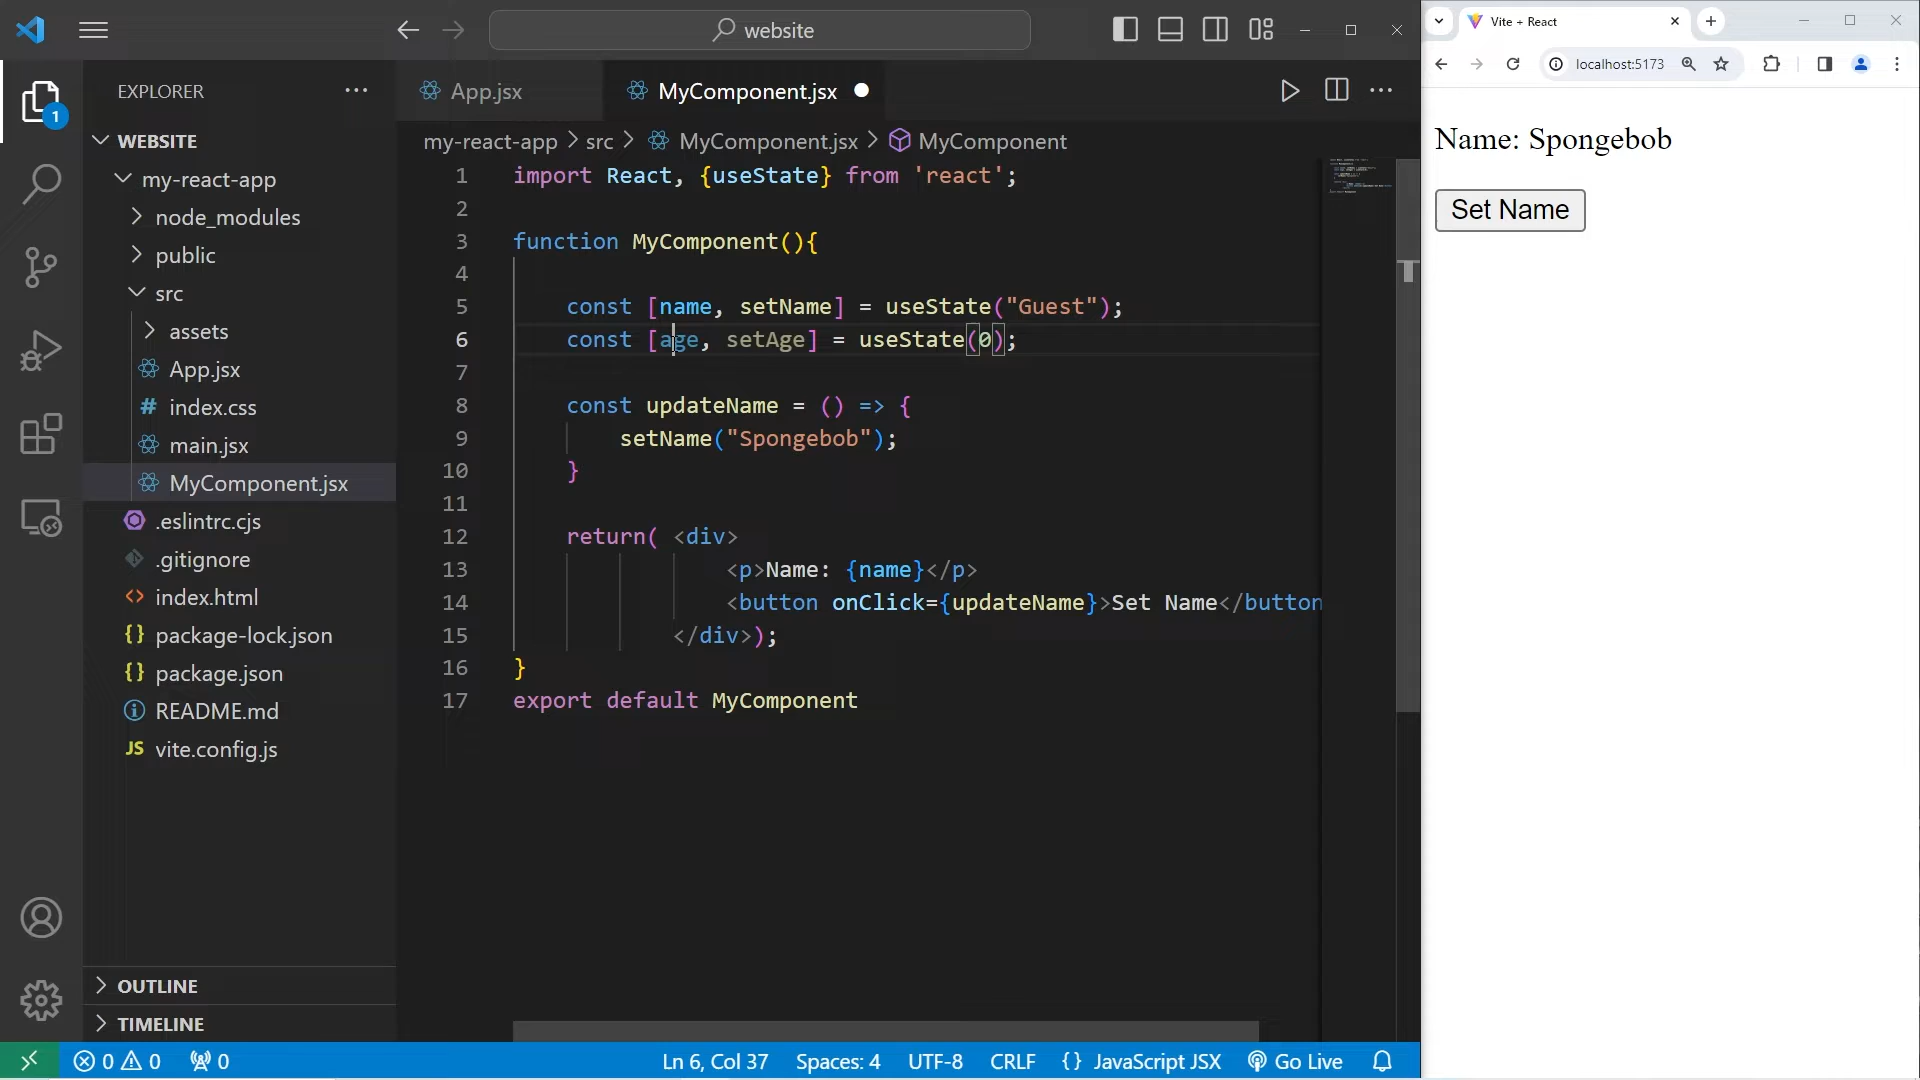 website
Vite + React
localhost:5173
EXPLORER
App.jsx
MyComponent.jsx
1
WEBSITE
my-react-app
node_modules
public
src
assets
App.jsx
index.css
main.jsx
MyComponent.jsx
.eslintrc.cjs
.gitignore
index.html
package-lock.json
package.json
README.md
JS vite.config.js
OUTLINE
TIMELINE
my-react-app > src > MyComponent.jsx > MyComponent
1 import React, {useState} from 'react';
2
3 function MyComponent(){
4
5 const [name, setName] = useState("Guest");
6 const [age, setAge] = useState(0);
7
8 const updateName = () => {
9 setName("Spongebob");
10 }
11
12 return( <div>
13 <p>Name: {name}</p>
14 <button onClick={updateName}>Set Name</button
15 </div>);
16 }
17 export default MyComponent
Name: Spongebob
Set Name
0 0 0
Ln 6, Col 37 Spaces: 4 UTF-8 CRLF {} JavaScript JSX Go Live